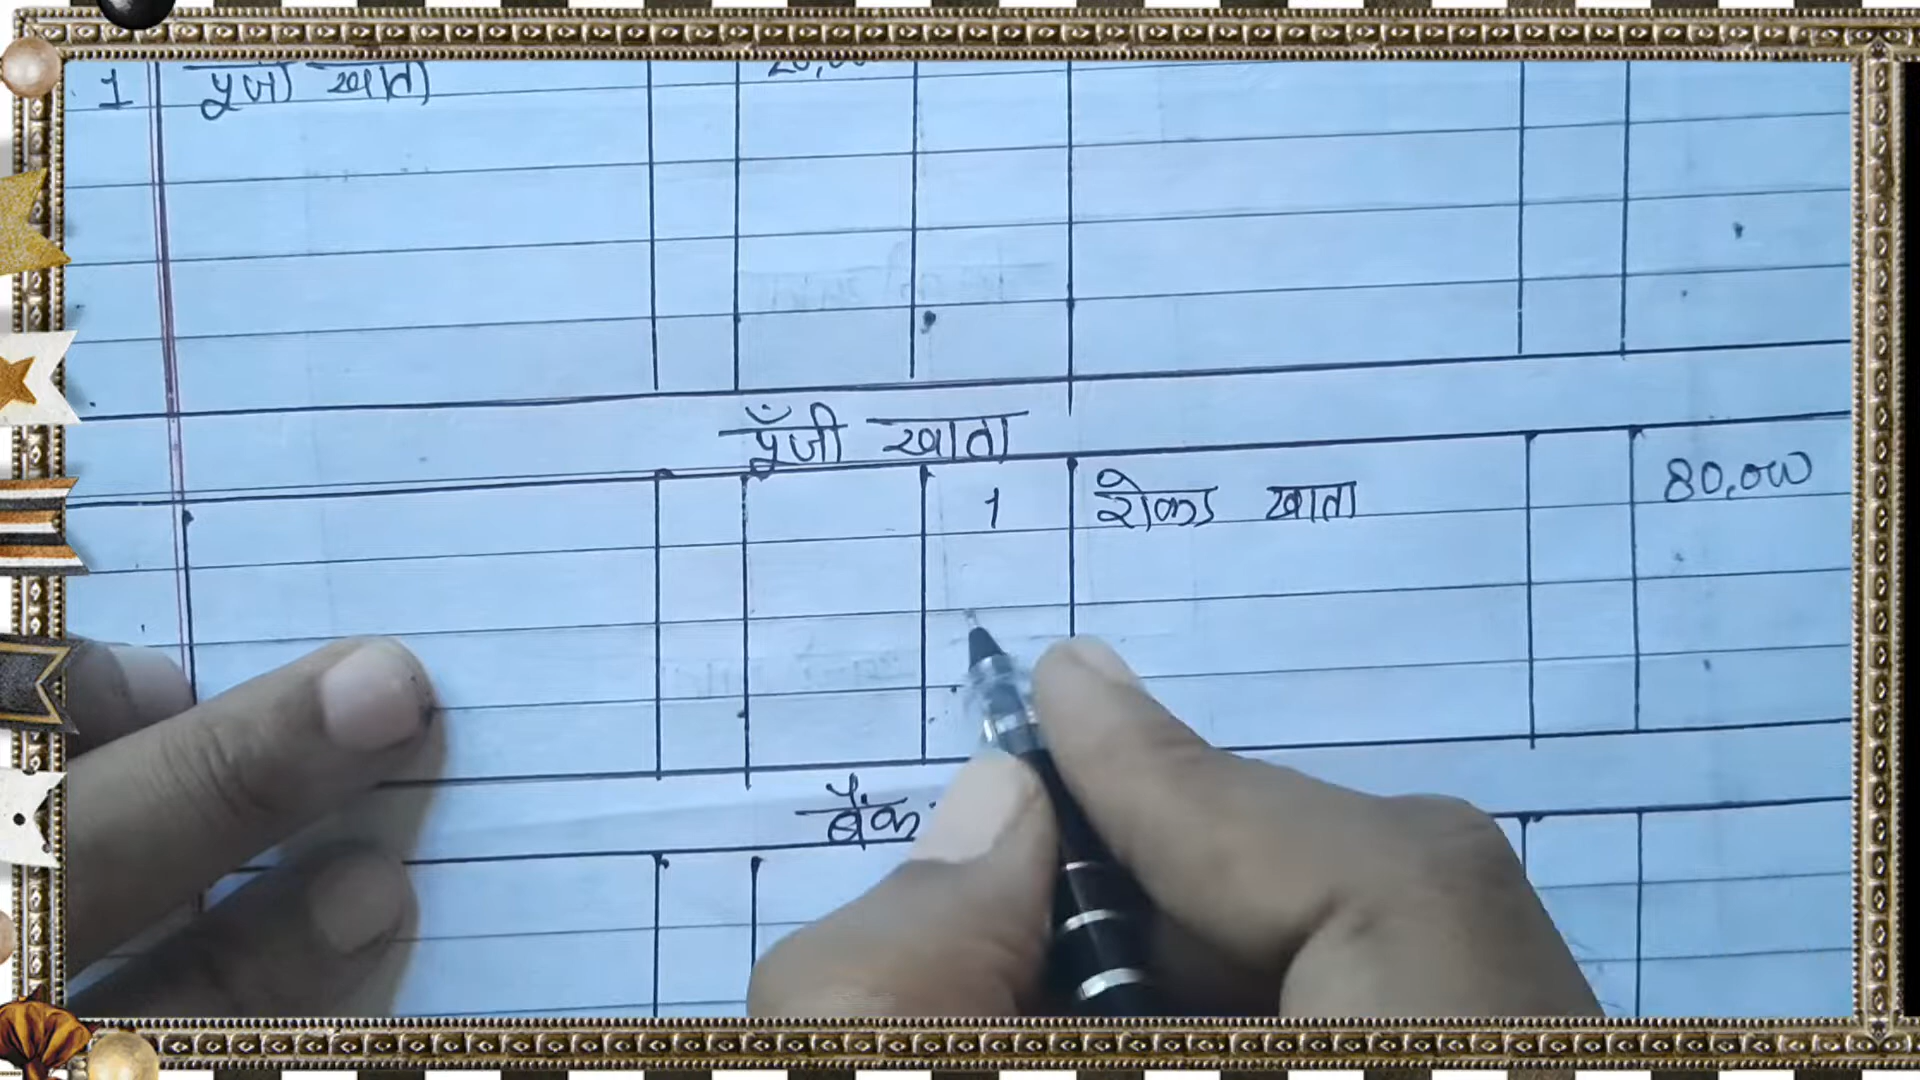 1 पूंजी खाता
पूँजी खाता
1 रोकड खाता 80,000
बैंक